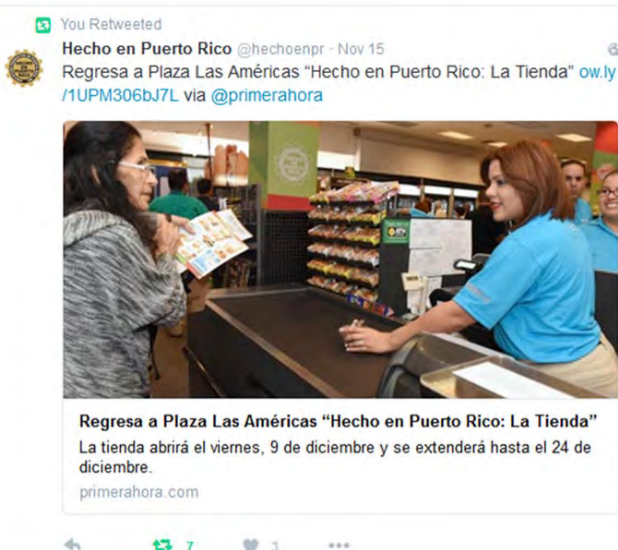 You Retweeted
Hecho en Puerto Rico @hechoenpr · Nov 15
Regresa a Plaza Las Américas “Hecho en Puerto Rico: La Tienda” ow.ly
/1UPM306bJ7L via @primerahora
Regresa a Plaza Las Américas “Hecho en Puerto Rico: La Tienda”
La tienda abrirá el viernes, 9 de diciembre y se extenderá hasta el 24 de
diciembre.
primerahora.com
7
3